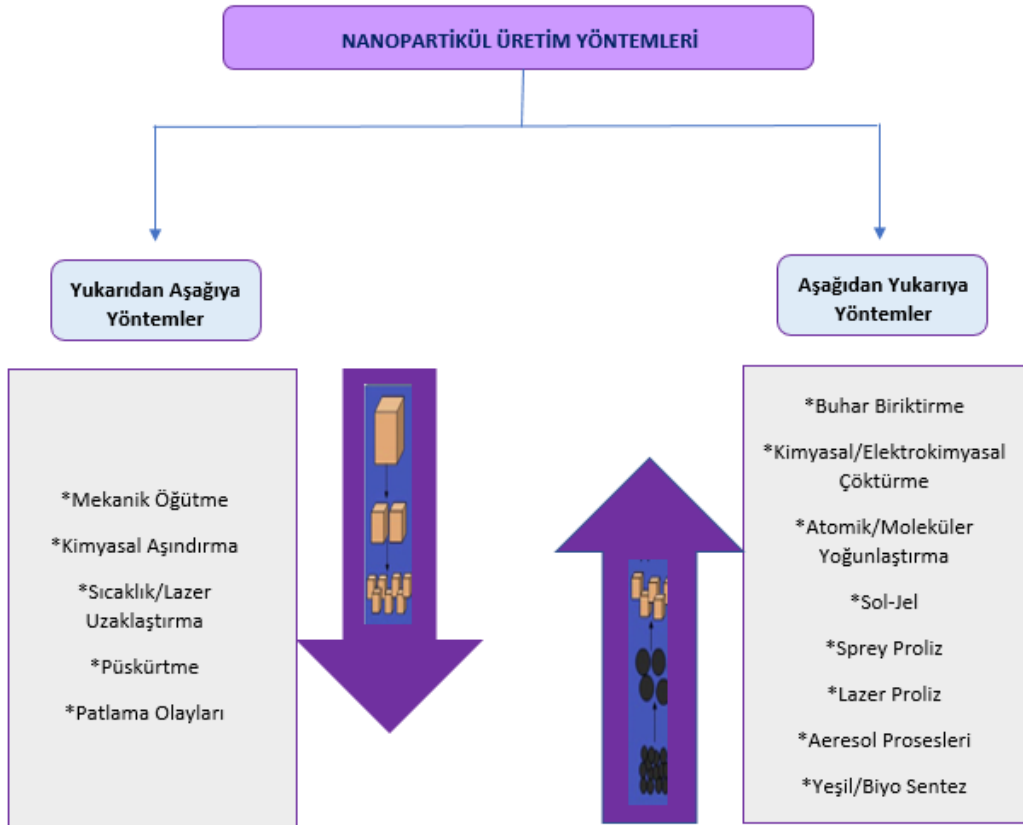 NANOPARTİKÜL ÜRETİM YÖNTEMLERİ
Yukarıdan Aşağıya
Yöntemler
*Mekanik Öğütme
*Kimyasal Aşındırma
*Sıcaklık/Lazer
Uzaklaştırma
*Püskürtme
*Patlama Olayları
Aşağıdan Yukarıya
Yöntemler
*Buhar Biriktirme
*Kimyasal/Elektrokimyasal
Çöktürme
*Atomik/Moleküler
Yoğunlaştırma
*Sol-Jel
*Sprey Proliz
*Lazer Proliz
*Aeresol Prosesleri
*Yeşil/Biyo Sentez